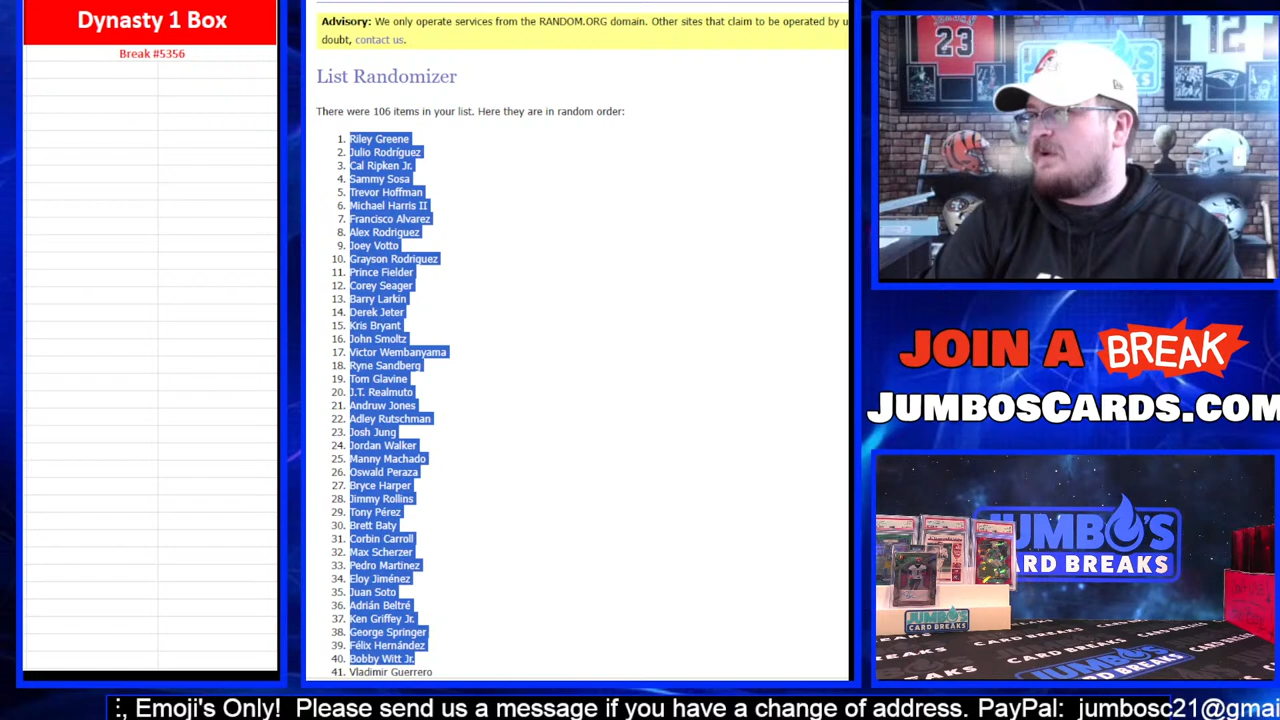 Dynasty 1 Box
Break #5356
Advisory: We only operate services from the RANDOM.ORG domain. Other sites that claim to be operated by u
doubt, contact us.
List Randomizer
There were 106 items in your list. Here they are in random order:
1. Riley Greene
2. Julio Rodríguez
3. Cal Ripken Jr.
4. Sammy Sosa
5. Trevor Hoffman
6. Michael Harris II
7. Francisco Alvarez
8. Alex Rodriguez
9. Joey Votto
10. Grayson Rodriguez
11. Prince Fielder
12. Corey Seager
13. Barry Larkin
14. Derek Jeter
15. Kris Bryant
16. John Smoltz
17. Victor Wembanyama
18. Ryne Sandberg
19. Tom Glavine
20. J.T. Realmuto
21. Andruw Jones
22. Adley Rutschman
23. Josh Jung
24. Jordan Walker
25. Manny Machado
26. Oswald Peraza
27. Bryce Harper
28. Jimmy Rollins
29. Tony Pérez
30. Brett Baty
31. Corbin Carroll
32. Max Scherzer
33. Pedro Martinez
34. Eloy Jiménez
35. Juan Soto
36. Adrián Beltré
37. Ken Griffey Jr.
38. George Springer
39. Félix Hernández
40. Bobby Witt Jr.
41. Vladimir Guerrero
23
12
JOIN A BREAK
JUMBOSCARDS.COM
JUMBO'S
CARD BREAKS
JUMBO'S
CARD BREAKS
CARD BREAKS
:, Emoji's Only! Please send us a message if you have a change of address. PayPal: jumbosc21@gmai